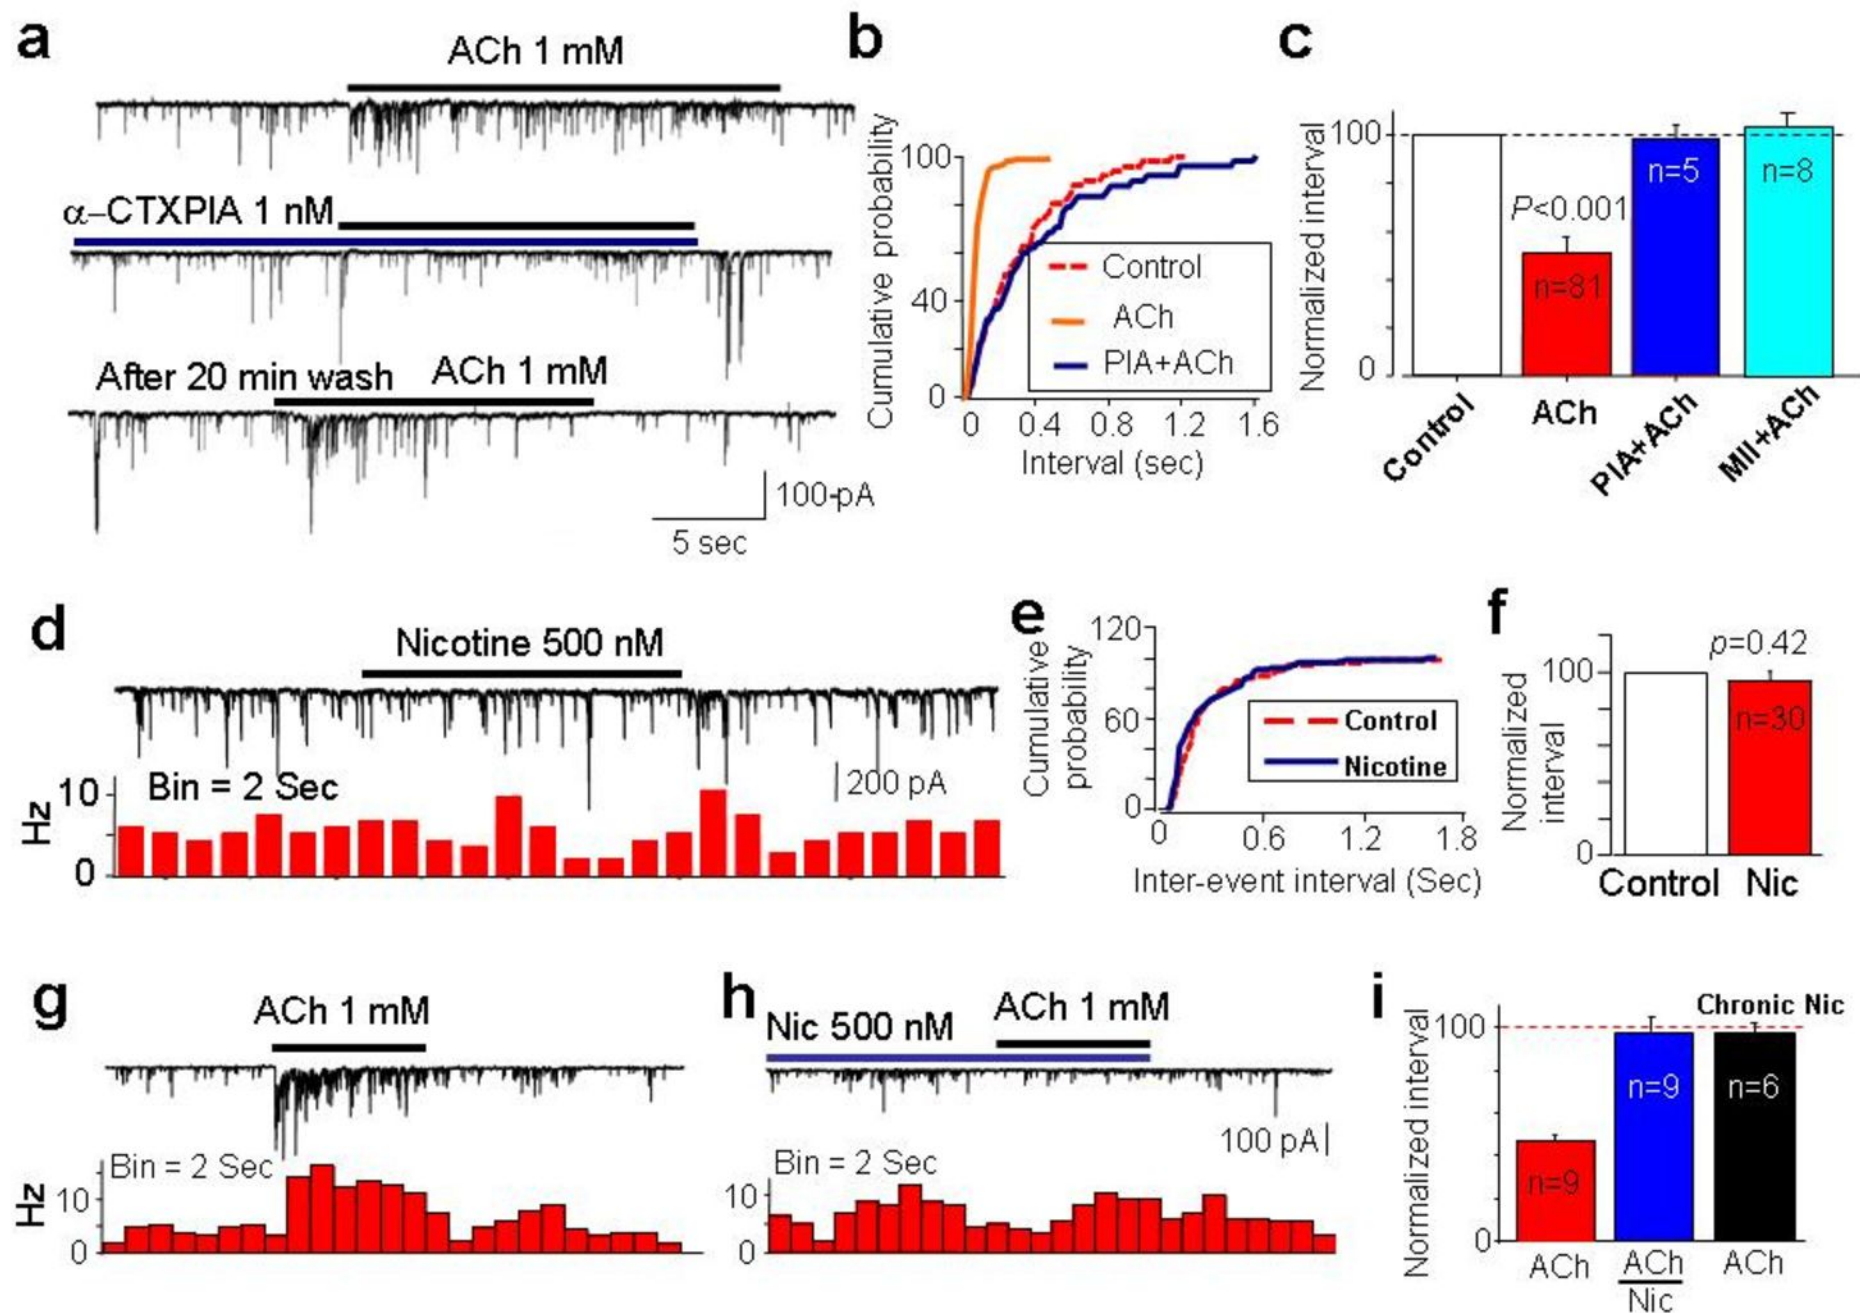 a
ACh 1 mM
α–CTXPIA 1 nM
After 20 min wash
ACh 1 mM
100-pA
5 sec
b
Cumulative probability
100
40
0
0 0.4 0.8 1.2 1.6
Interval (sec)
Control
ACh
PIA+ACh
c
Normalized interval
100
0
P<0.001
n=81
n=5
n=8
Control
ACh
PIA+ACh
MII+ACh
d
Nicotine 500 nM
200 pA
Bin = 2 Sec
Hz
10
0
e
Cumulative
probability
120
60
0
0 0.6 1.2 1.8
Inter-event interval (Sec)
Control
Nicotine
f
Normalized
interval
100
0
p=0.42
n=30
Control Nic
g
ACh 1 mM
Bin = 2 Sec
Hz
10
0
h
Nic 500 nM
ACh 1 mM
100 pA
Bin = 2 Sec
10
0
i
Normalized interval
100
0
Chronic Nic
n=9
n=9
n=6
ACh
ACh
Nic
ACh